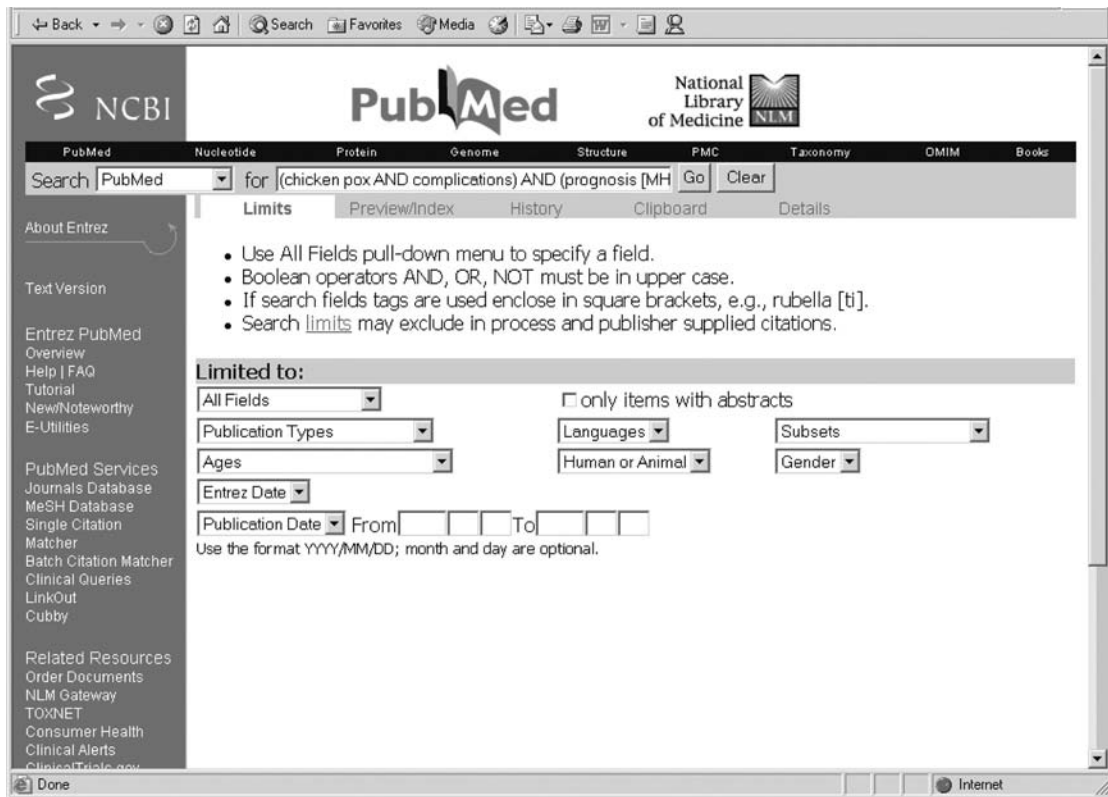 Back Search Favorites Media
NCBI PubMed National Library of Medicine NLM
PubMed Nucleotide Protein Genome Structure PMC Taxonomy OMIM Books
Search PubMed for (chicken pox AND complications) AND (prognosis [MH Go Clear
Limits Preview/Index History Clipboard Details
About Entrez
Text Version
Entrez PubMed
Overview
Help | FAQ
Tutorial
New/Noteworthy
E-Utilities
PubMed Services
Journals Database
MeSH Database
Single Citation
Matcher
Batch Citation Matcher
Clinical Queries
LinkOut
Cubby
Related Resources
Order Documents
NLM Gateway
TOXNET
Consumer Health
Clinical Alerts
ClinicalTrials.gov
• Use All Fields pull-down menu to specify a field.
• Boolean operators AND, OR, NOT must be in upper case.
• If search fields tags are used enclose in square brackets, e.g., rubella [ti].
• Search limits may exclude in process and publisher supplied citations.
Limited to:
All Fields only items with abstracts
Publication Types Languages Subsets
Ages Human or Animal Gender
Entrez Date
Publication Date From To
Use the format YYYY/MM/DD; month and day are optional.
Done Internet